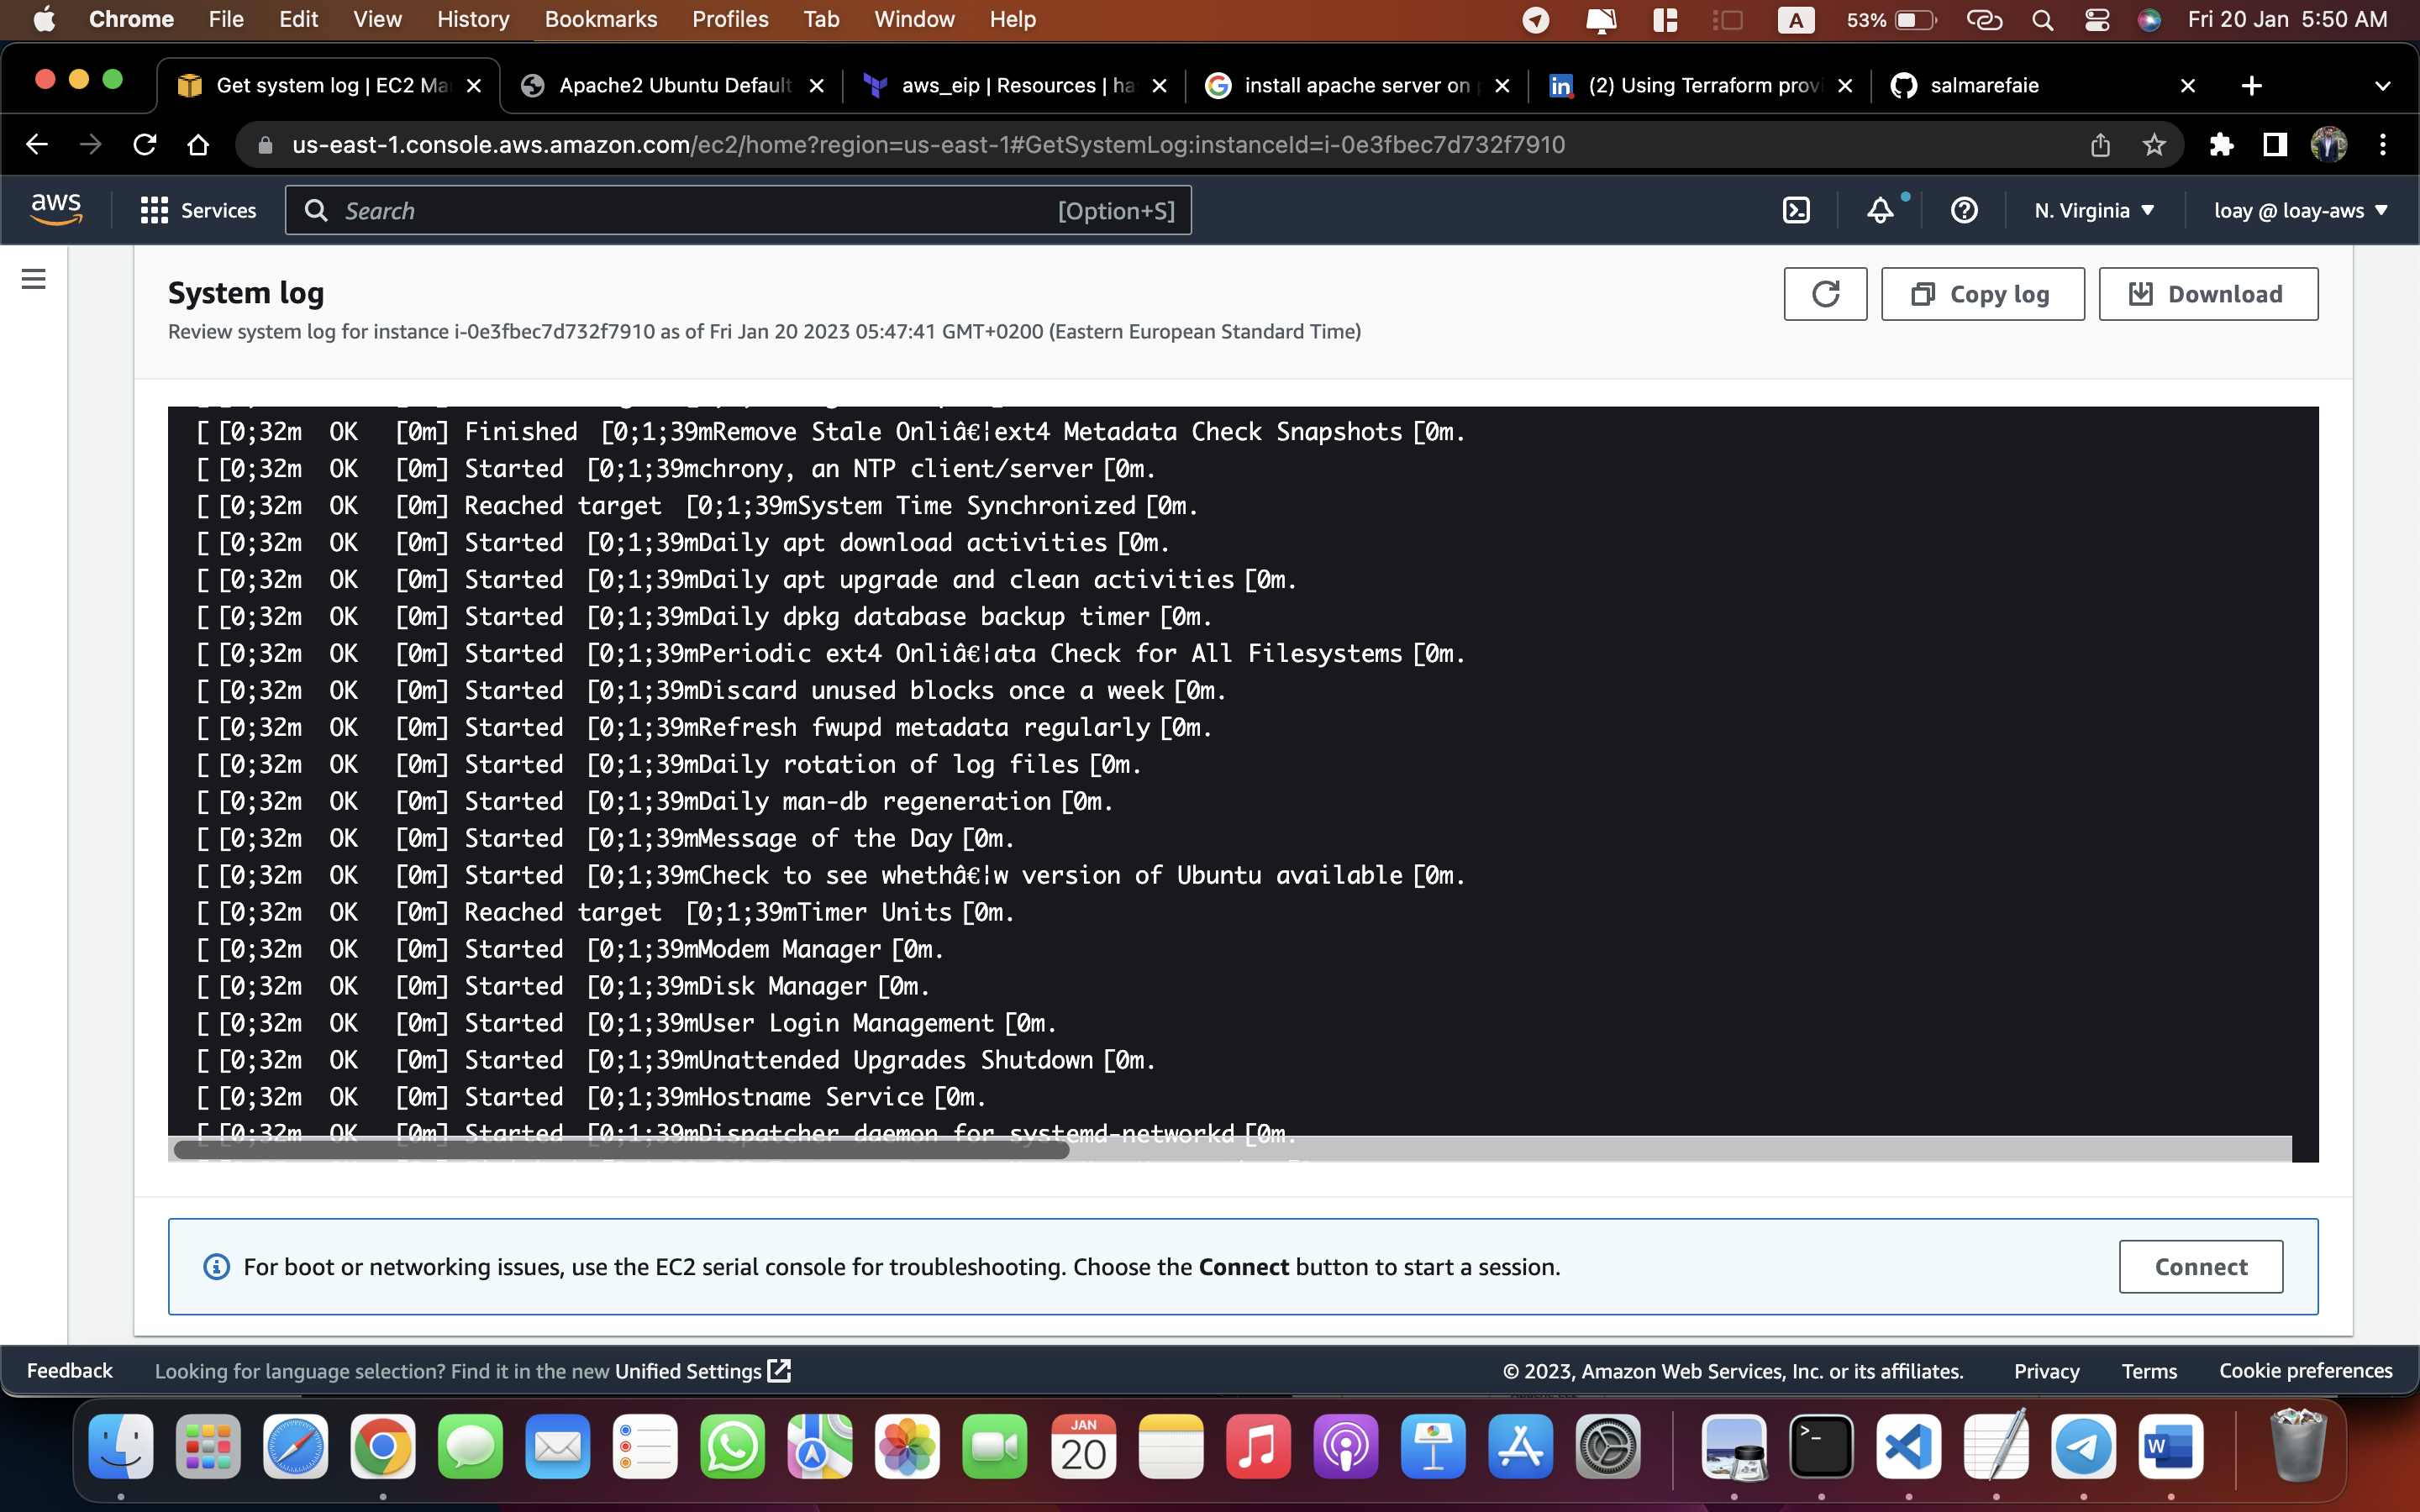 Chrome File Edit View History Bookmarks Profiles Tab Window Help A 53% Fri 20 Jan 5:50 AM
Get system log | EC2 Ma Apache2 Ubuntu Default aws_eip | Resources | ha install apache server on (2) Using Terraform prov salmarefaie
us-east-1.console.aws.amazon.com/ec2/home?region=us-east-1#GetSystemLog:instanceId=i-0e3fbec7d732f7910
aws Services Search [Option+S] N. Virginia loay @ loay-aws
System log
Copy log Download
Review system log for instance i-0e3fbec7d732f7910 as of Fri Jan 20 2023 05:47:41 GMT+0200 (Eastern European Standard Time)
[ [0;32m OK [0m] Finished [0;1;39mRemove Stale Onliâ€¦ext4 Metadata Check Snapshots [0m.
[ [0;32m OK [0m] Started [0;1;39mchrony, an NTP client/server [0m.
[ [0;32m OK [0m] Reached target [0;1;39mSystem Time Synchronized [0m.
[ [0;32m OK [0m] Started [0;1;39mDaily apt download activities [0m.
[ [0;32m OK [0m] Started [0;1;39mDaily apt upgrade and clean activities [0m.
[ [0;32m OK [0m] Started [0;1;39mDaily dpkg database backup timer [0m.
[ [0;32m OK [0m] Started [0;1;39mPeriodic ext4 Onliâ€¦ata Check for All Filesystems [0m.
[ [0;32m OK [0m] Started [0;1;39mDiscard unused blocks once a week [0m.
[ [0;32m OK [0m] Started [0;1;39mRefresh fwupd metadata regularly [0m.
[ [0;32m OK [0m] Started [0;1;39mDaily rotation of log files [0m.
[ [0;32m OK [0m] Started [0;1;39mDaily man-db regeneration [0m.
[ [0;32m OK [0m] Started [0;1;39mMessage of the Day [0m.
[ [0;32m OK [0m] Started [0;1;39mCheck to see whethâ€¦w version of Ubuntu available [0m.
[ [0;32m OK [0m] Reached target [0;1;39mTimer Units [0m.
[ [0;32m OK [0m] Started [0;1;39mModem Manager [0m.
[ [0;32m OK [0m] Started [0;1;39mDisk Manager [0m.
[ [0;32m OK [0m] Started [0;1;39mUser Login Management [0m.
[ [0;32m OK [0m] Started [0;1;39mUnattended Upgrades Shutdown [0m.
[ [0;32m OK [0m] Started [0;1;39mHostname Service [0m.
[ [0;32m OK [0m] Started [0;1;39mDispatcher daemon for systemd-networkd [0m.
For boot or networking issues, use the EC2 serial console for troubleshooting. Choose the Connect button to start a session.
Connect
Feedback Looking for language selection? Find it in the new Unified Settings © 2023, Amazon Web Services, Inc. or its affiliates. Privacy Terms Cookie preferences
JAN
20
W